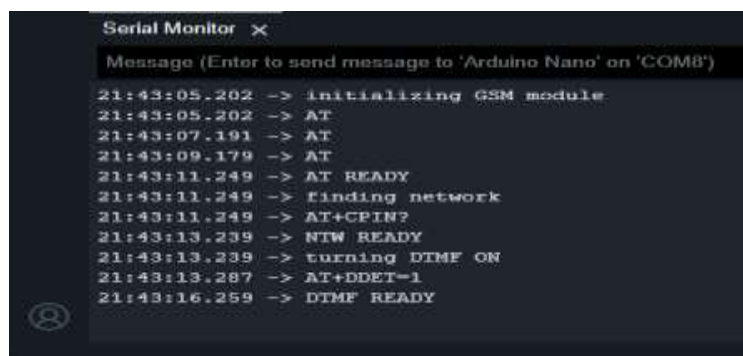 Serial Monitor ×
Message (Enter to send message to 'Arduino Nano' on 'COM8')
21:43:05.202 -> initializing GSM module
21:43:05.202 -> AT
21:43:07.191 -> AT
21:43:09.179 -> AT
21:43:11.249 -> AT READY
21:43:11.249 -> finding network
21:43:11.249 -> AT+CPIN?
21:43:13.239 -> NTW READY
21:43:13.239 -> turning DTMF ON
21:43:13.287 -> AT+DDET=1
21:43:16.259 -> DTMF READY